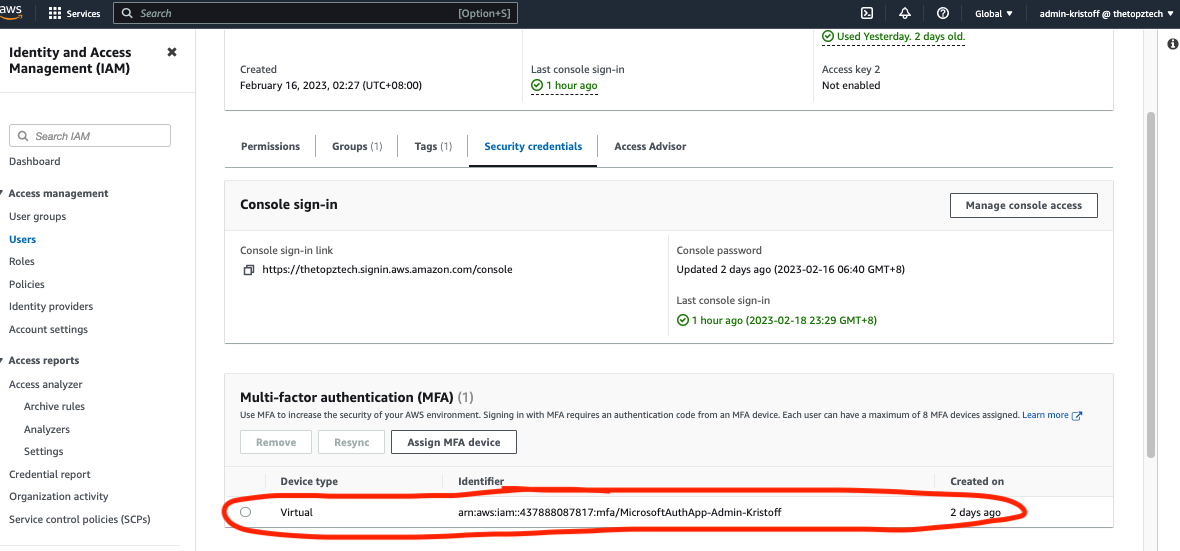 aws
Services
Search
[Option+S]
Global
admin-kristoff @ thetopztech
Identity and Access
Management (IAM)
Search IAM
Dashboard
Access management
User groups
Users
Roles
Policies
Identity providers
Account settings
Access reports
Access analyzer
Archive rules
Analyzers
Settings
Credential report
Organization activity
Service control policies (SCPs)
Used Yesterday. 2 days old.
Created
February 16, 2023, 02:27 (UTC+08:00)
Last console sign-in
1 hour ago
Access key 2
Not enabled
Permissions
Groups (1)
Tags (1)
Security credentials
Access Advisor
Console sign-in
Manage console access
Console sign-in link
https://thetopztech.signin.aws.amazon.com/console
Console password
Updated 2 days ago (2023-02-16 06:40 GMT+8)
Last console sign-in
1 hour ago (2023-02-18 23:29 GMT+8)
Multi-factor authentication (MFA) (1)
Use MFA to increase the security of your AWS environment. Signing in with MFA requires an authentication code from an MFA device. Each user can have a maximum of 8 MFA devices assigned. Learn more
Remove
Resync
Assign MFA device
Device type
Identifier
Created on
Virtual
arn:aws:iam::437888087817:mfa/MicrosoftAuthApp-Admin-Kristoff
2 days ago